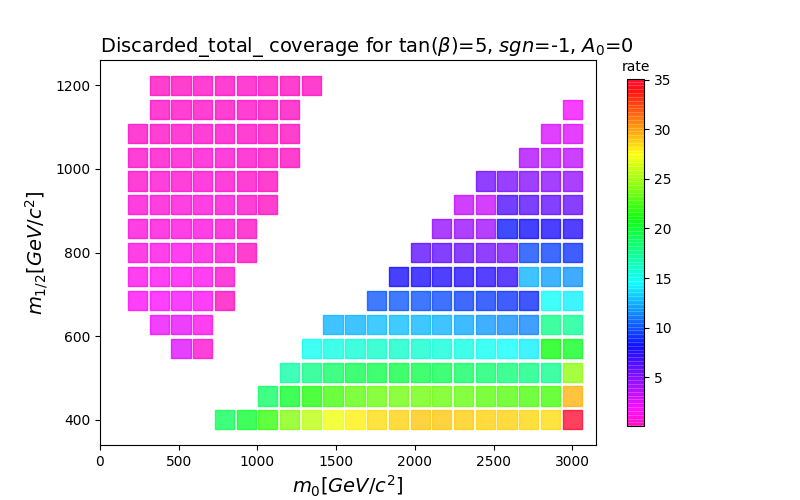 Discarded_total_ coverage for tan(β)=5, sgn=-1, A₀=0
rate
35
30
25
20
15
10
5
1200
1000
800
600
400
m₁/₂[GeV/c²]
0 500 1000 1500 2000 2500 3000
m₀[GeV/c²]